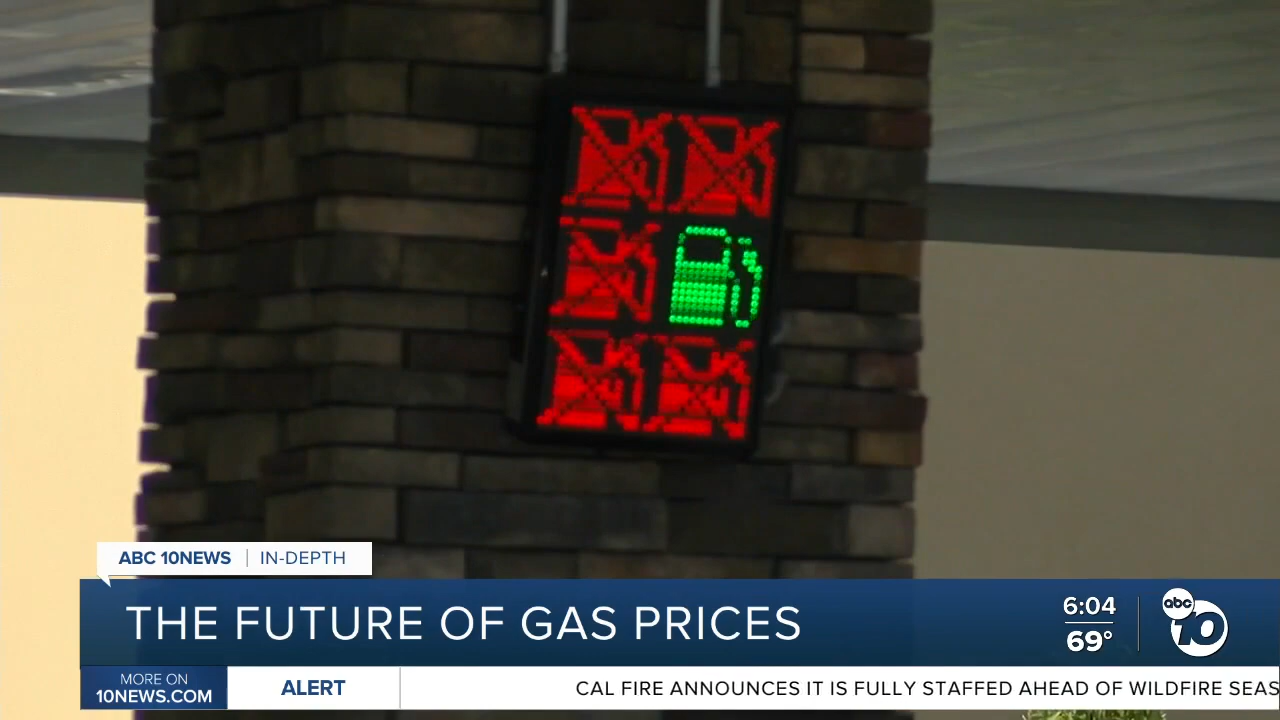 ABC 10NEWS | IN-DEPTH
THE FUTURE OF GAS PRICES
6:04
69°
abc
10
MORE ON
10NEWS.COM
ALERT
CAL FIRE ANNOUNCES IT IS FULLY STAFFED AHEAD OF WILDFIRE SEAS